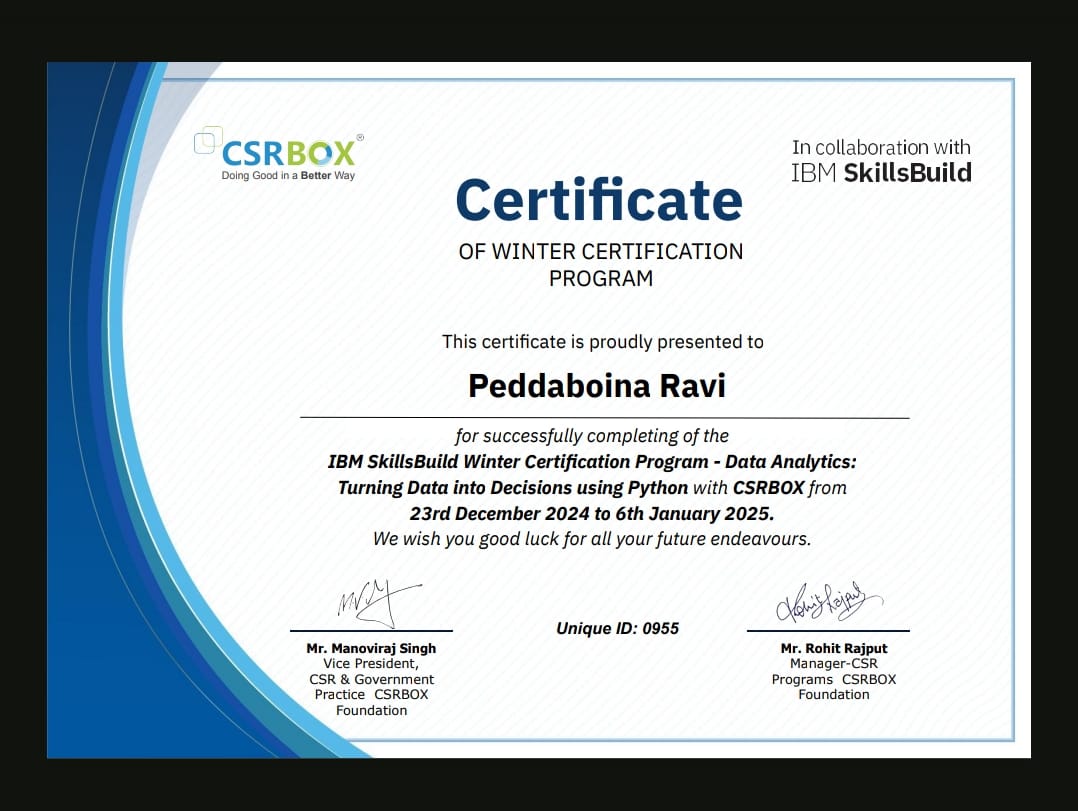 CSRBOX®
Doing Good in a Better Way
In collaboration with
IBM SkillsBuild
Certificate
OF WINTER CERTIFICATION
PROGRAM
This certificate is proudly presented to
Peddaboina Ravi
for successfully completing of the
IBM SkillsBuild Winter Certification Program - Data Analytics:
Turning Data into Decisions using Python with CSRBOX from
23rd December 2024 to 6th January 2025.
We wish you good luck for all your future endeavours.
Rohit Rajput
Unique ID: 0955
Mr. Manoviraj Singh
Vice President,
CSR & Government
Practice CSRBOX
Foundation
Mr. Rohit Rajput
Manager-CSR
Programs CSRBOX
Foundation